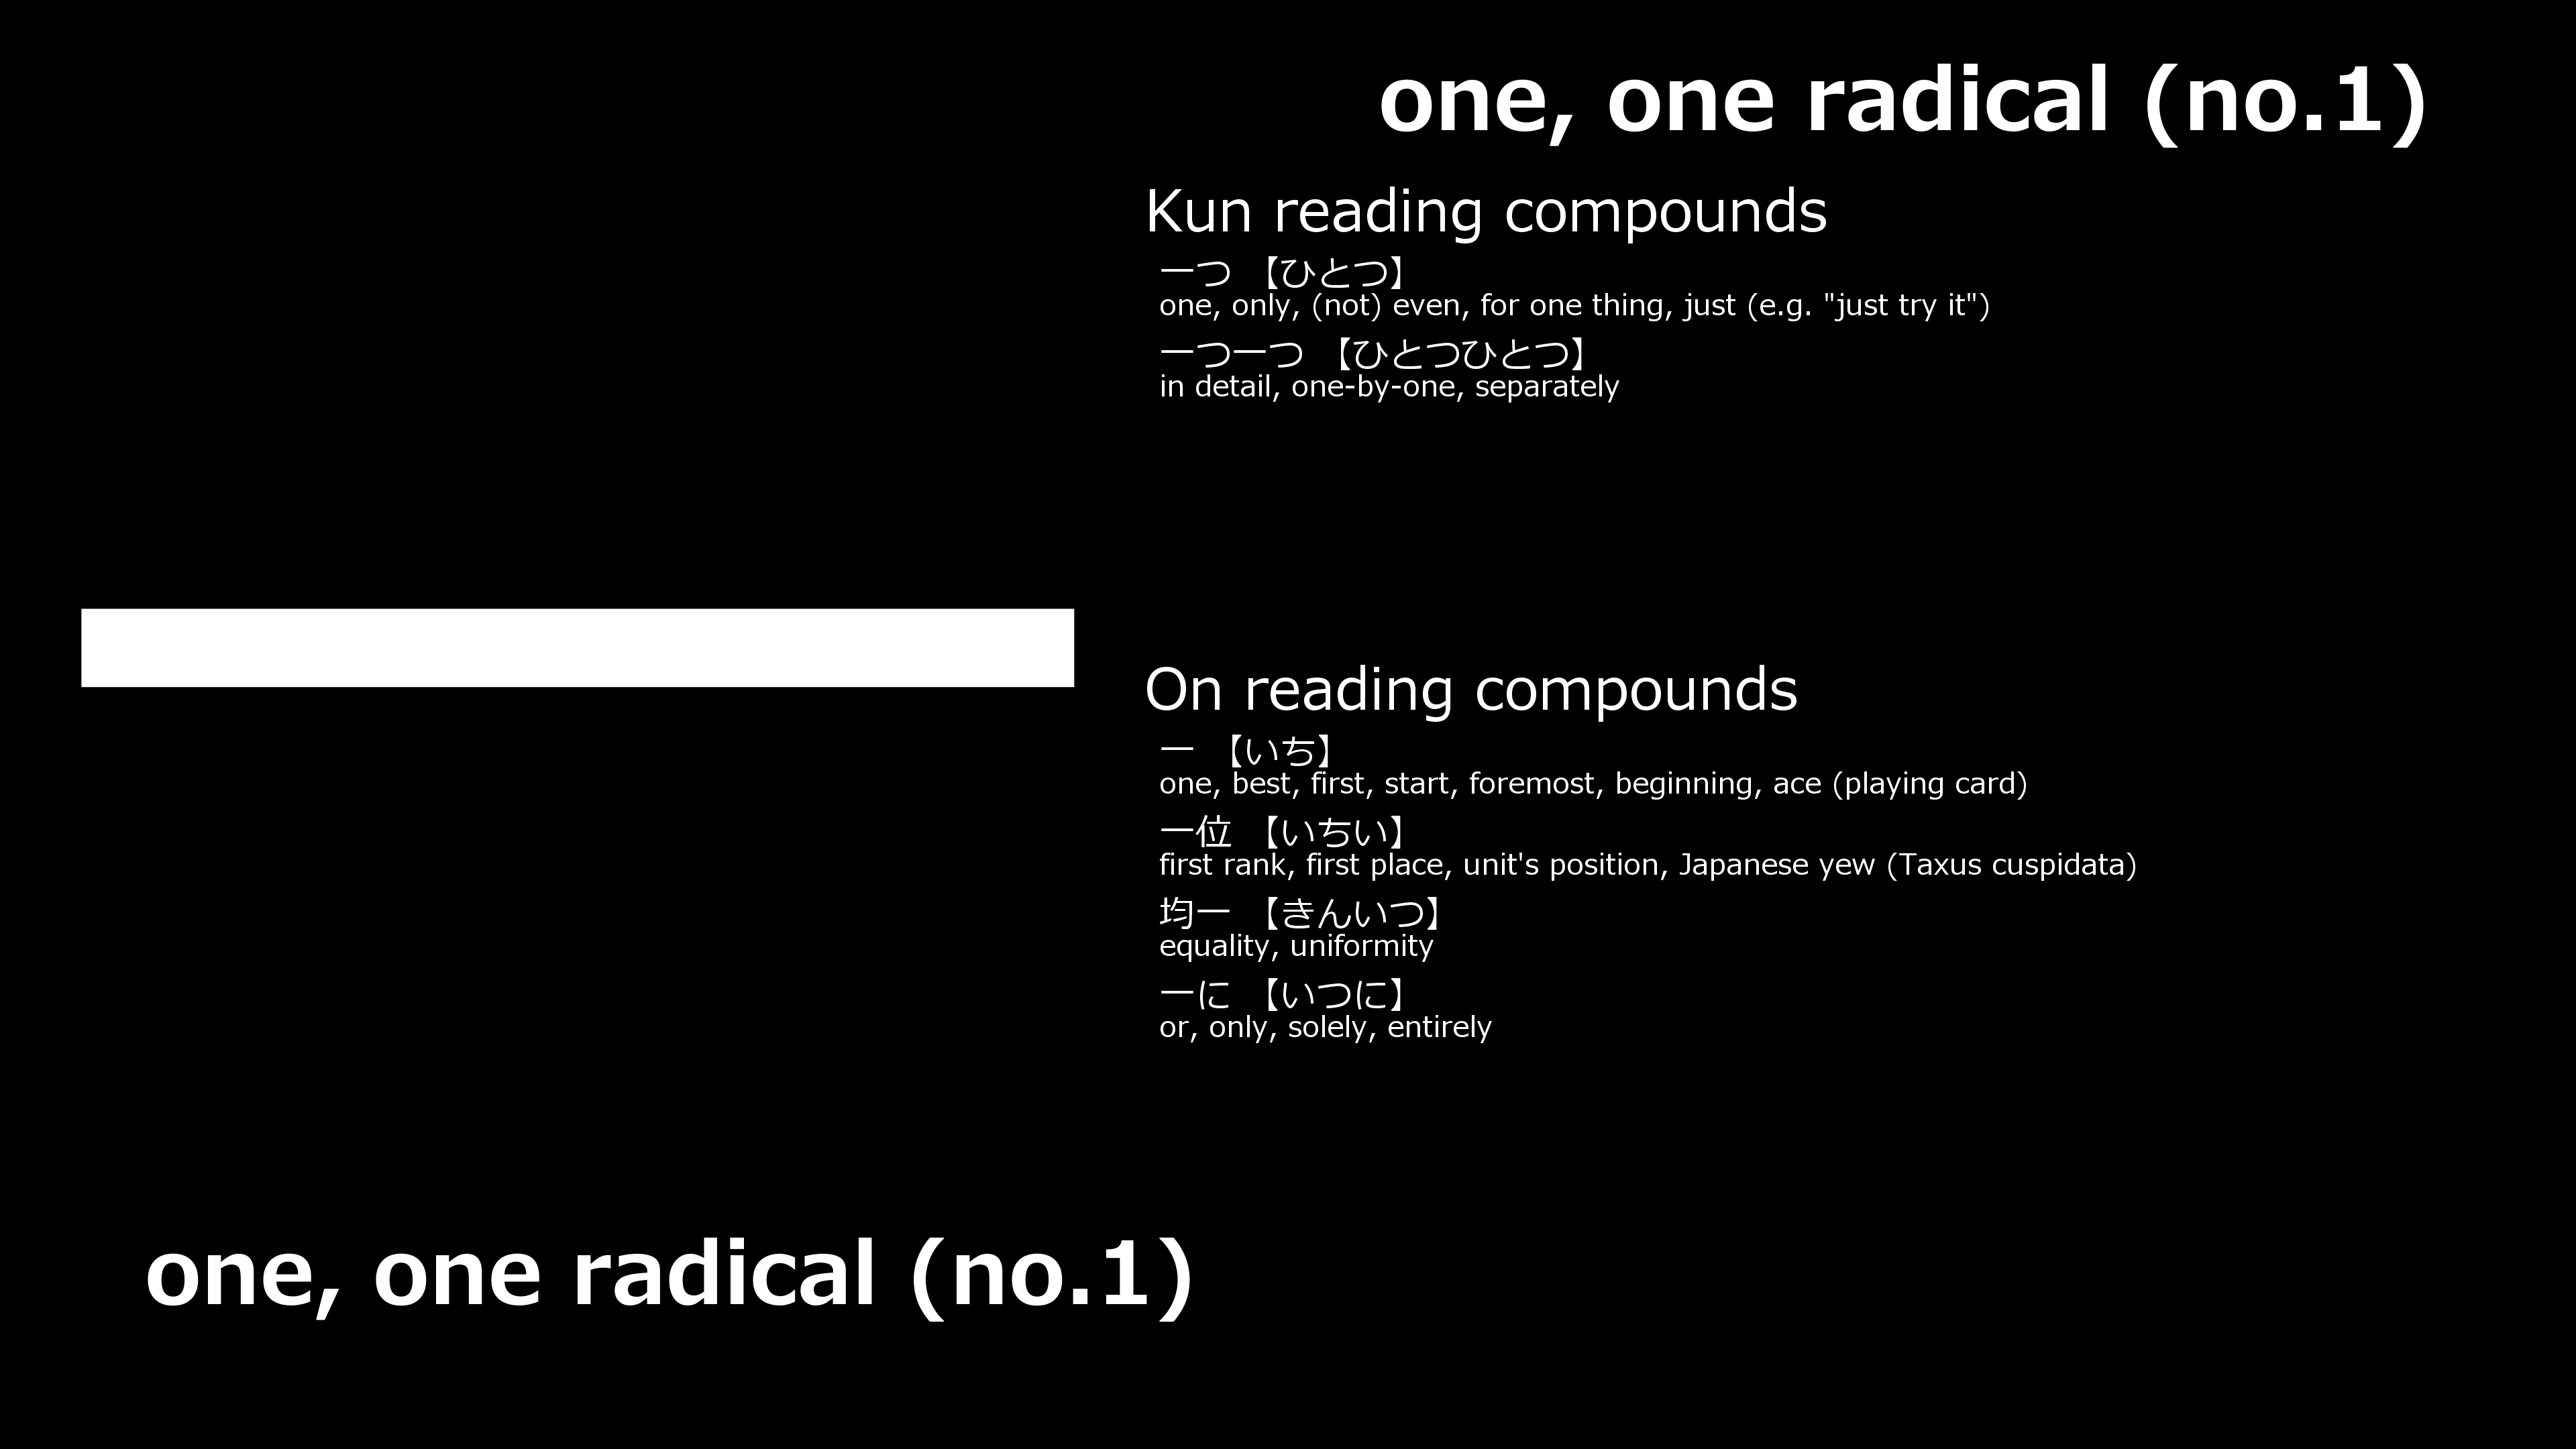 one, one radical (no.1)
一
Kun reading compounds
一つ 【ひとつ】
one, only, (not) even, for one thing, just (e.g. "just try it")
一つ一つ 【ひとつひとつ】
in detail, one-by-one, separately
On reading compounds
一 【いち】
one, best, first, start, foremost, beginning, ace (playing card)
一位 【いちい】
first rank, first place, unit's position, Japanese yew (Taxus cuspidata)
均一 【きんいつ】
equality, uniformity
一に 【いつに】
or, only, solely, entirely
one, one radical (no.1)